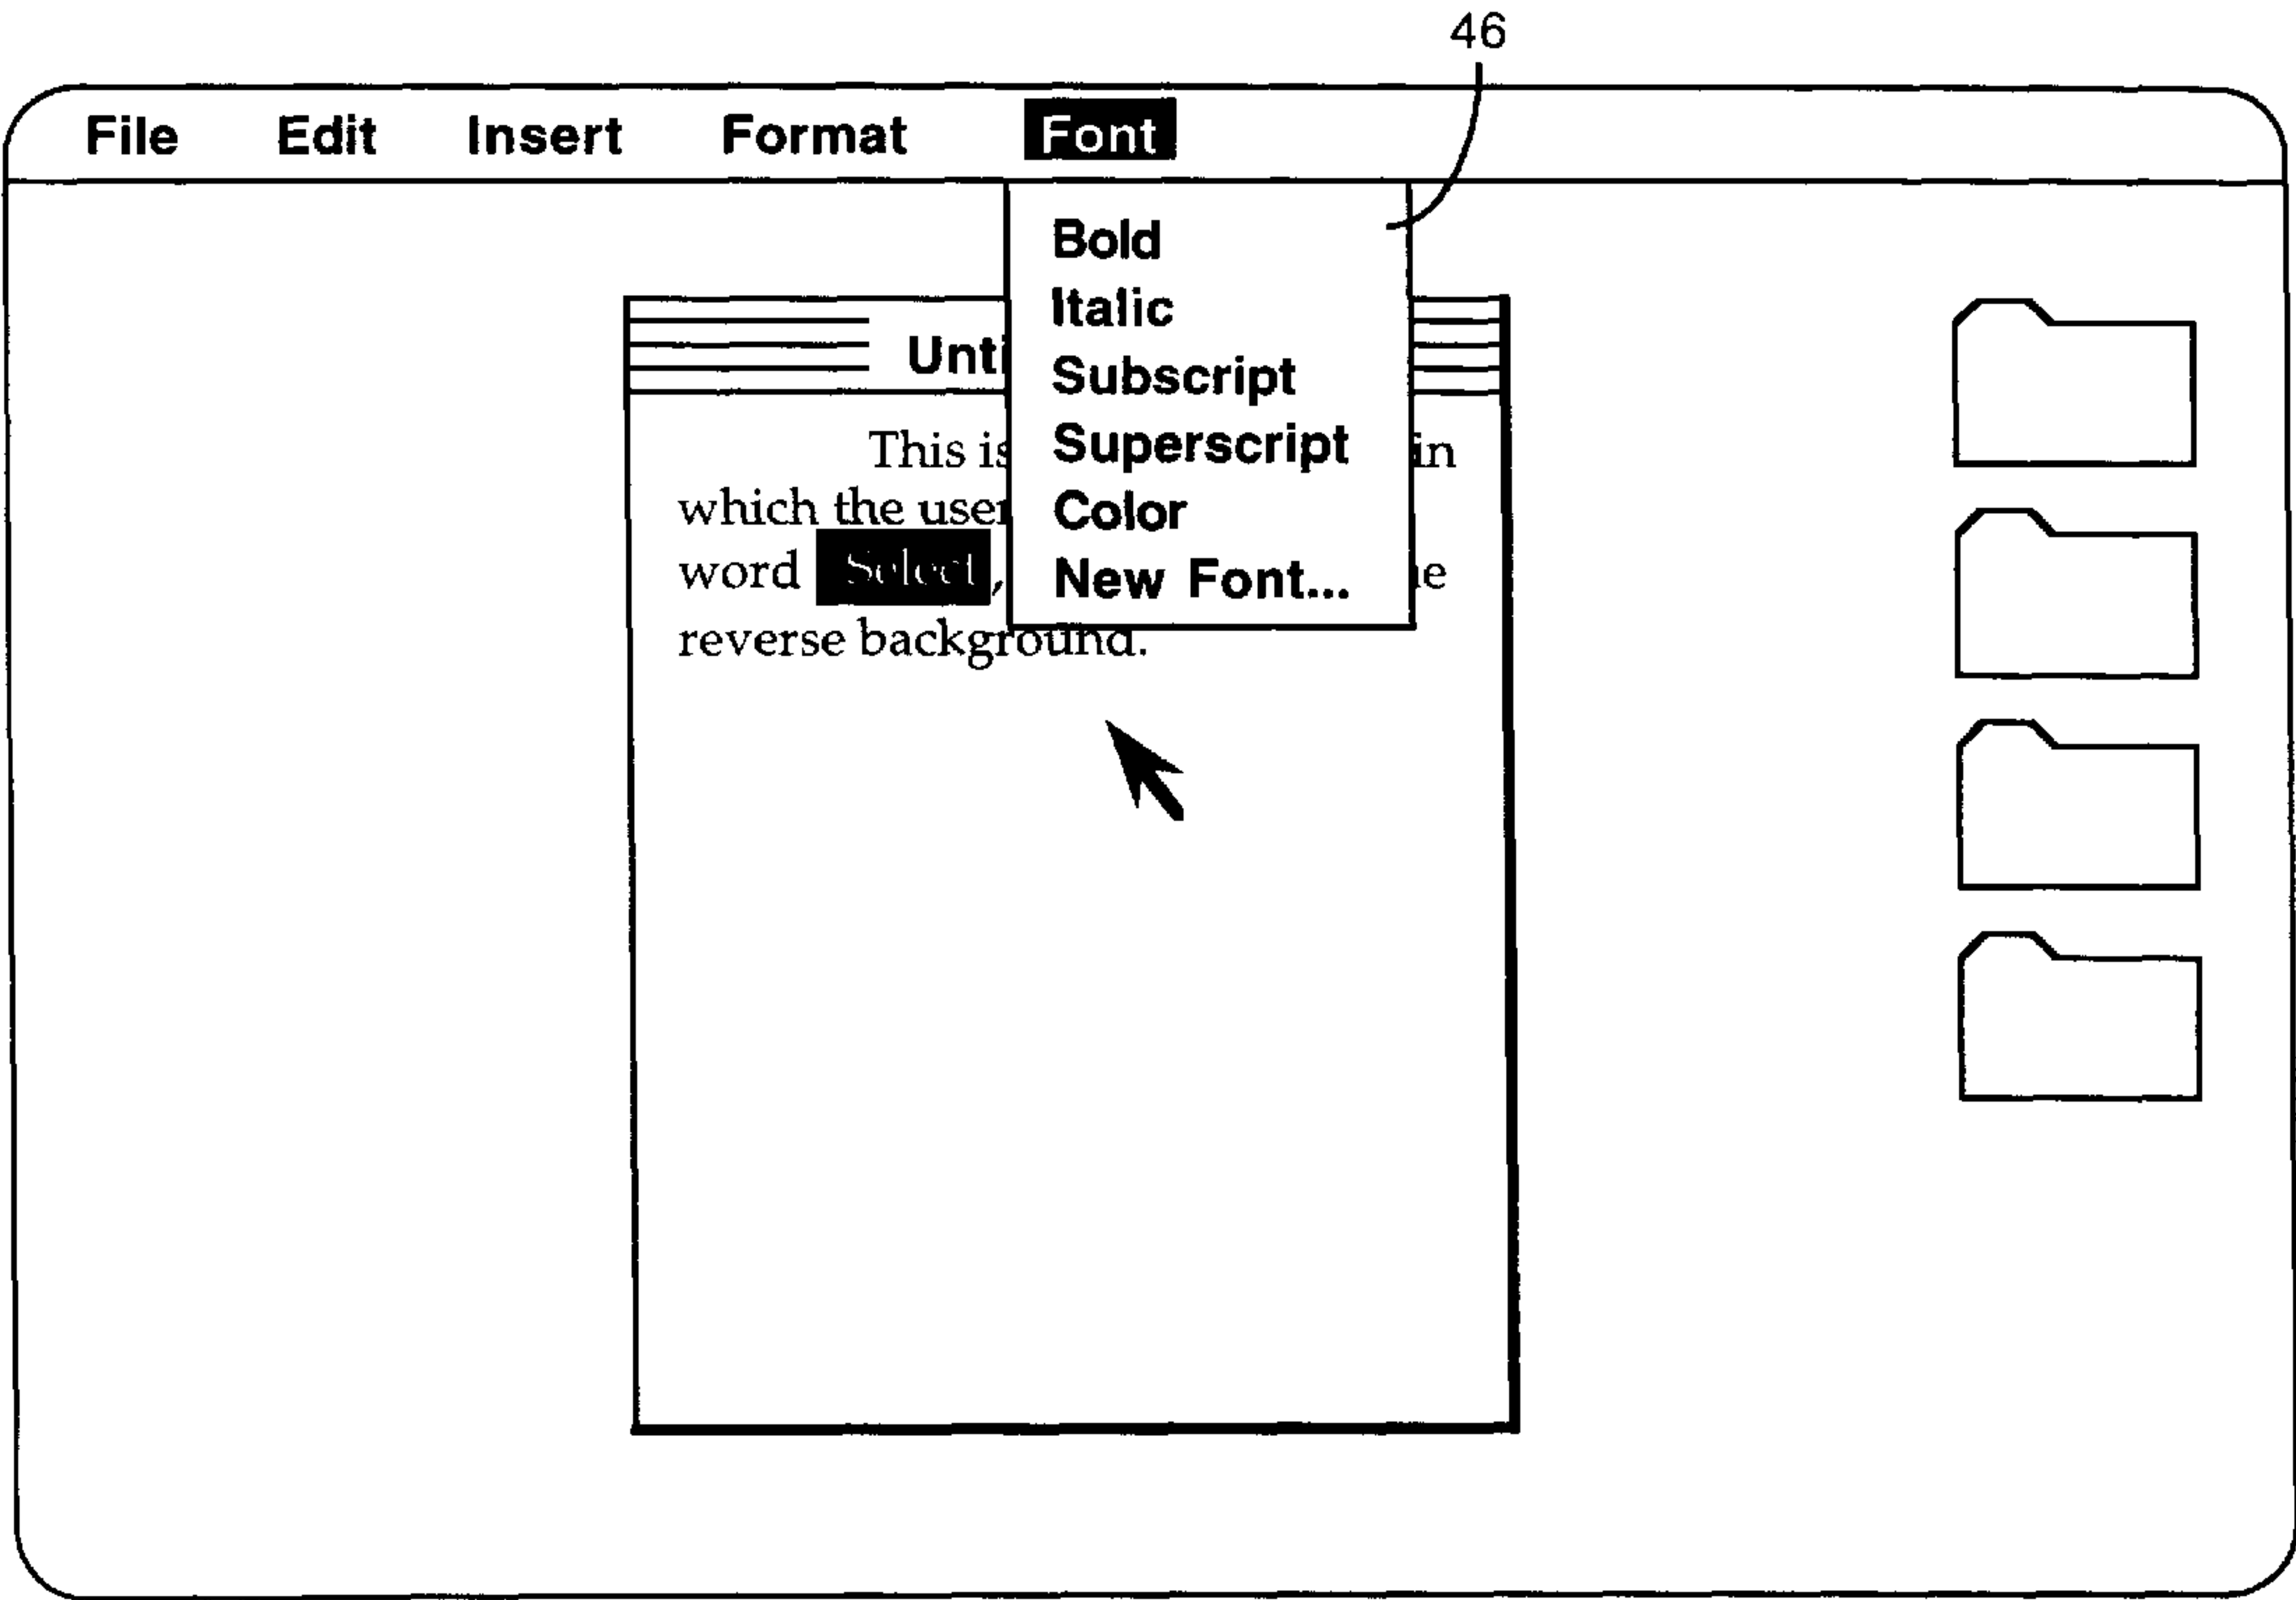 46
File Edit Insert Format Font
Bold
Italic
Subscript
Superscript
Color
New Font...
Unti
This is in
which the user
word Select, e
reverse background.